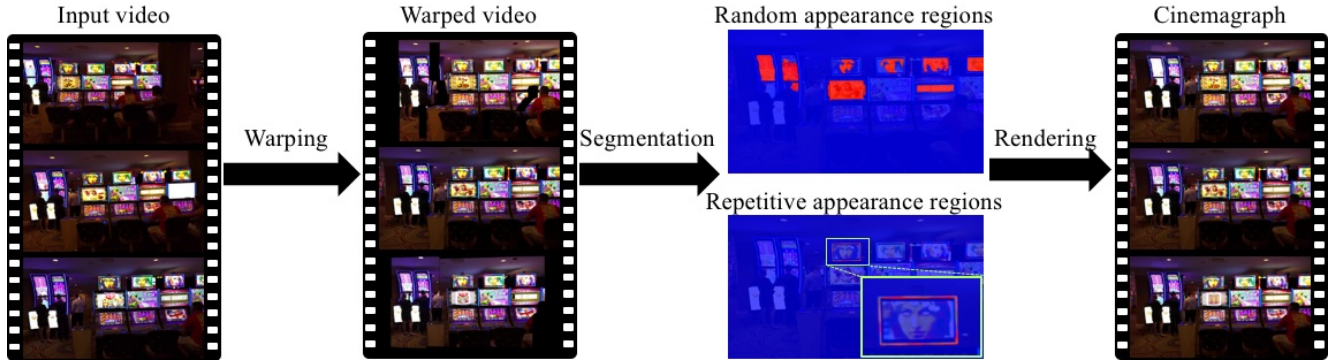 Input video
Warped video
Random appearance regions
Cinemagraph
Warping
Segmentation
Rendering
Repetitive appearance regions